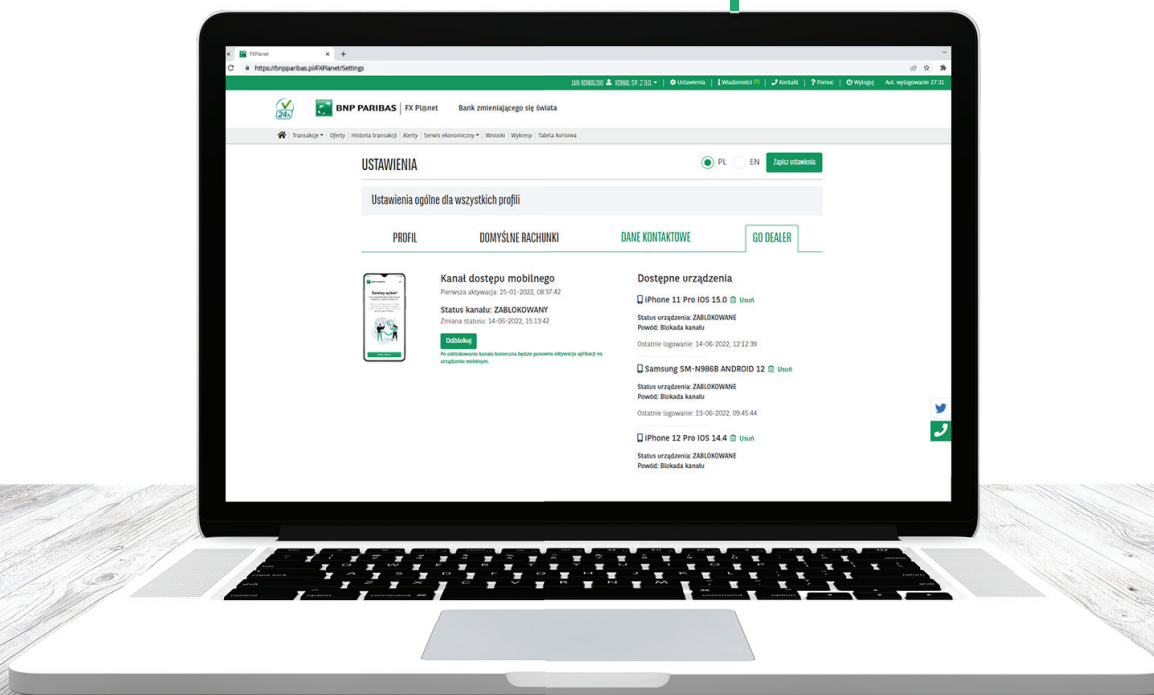 FXPlanet
https://bnpparibas.pl/FXPlanet/Settings
JAN KOWALSKI KOWAL SP. Z O.O. Ustawienia Wiadomości Kontakt Pomoc Wyloguj Aut. wylogowanie 27:31
24h BNP PARIBAS FX Pl@net Bank zmieniającego się świata
Transakcje Oferty Historia transakcji Alerty Serwis ekonomiczny Wnioski Wykresy Tabela kursowa
USTAWIENIA PL EN Zapisz ustawienia
Ustawienia ogólne dla wszystkich profili
PROFIL DOMYŚLNE RACHUNKI DANE KONTAKTOWE GO DEALER
Kanał dostępu mobilnego
Pierwsza aktywacja: 25-01-2022, 08:37:42
Status kanału: ZABLOKOWANY
Zmiana statusu: 14-06-2022, 15:13:42
Odblokuj
Po odblokowaniu kanału konieczna będzie ponowna aktywacja aplikacji na
urządzeniu mobilnym.
Dostępne urządzenia
iPhone 11 Pro IOS 15.0 Usuń
Status urządzenia: ZABLOKOWANE
Powód: Blokada kanału
Ostatnie logowanie: 14-06-2022, 12:12:39
Samsung SM-N986B ANDROID 12 Usuń
Status urządzenia: ZABLOKOWANE
Powód: Blokada kanału
Ostatnie logowanie: 13-06-2022, 09:45:44
iPhone 12 Pro IOS 14.4 Usuń
Status urządzenia: ZABLOKOWANE
Powód: Blokada kanału